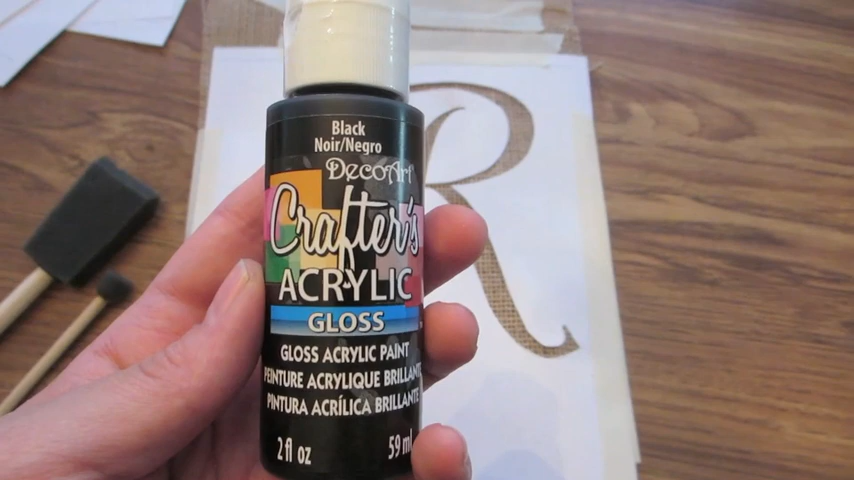 Black
Noir/Negro
DecoArt
Crafter's
ACRYLIC
GLOSS
GLOSS ACRYLIC PAINT
PEINTURE ACRYLIQUE BRILLANTE
PINTURA ACRÍLICA BRILLANTE
2 fl oz 59 ml
R